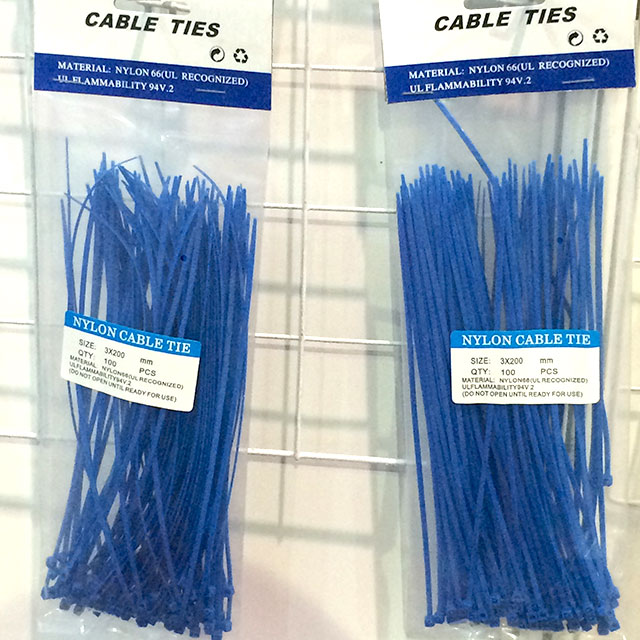 CABLE TIES
MATERIAL: NYLON 66(UL RECOGNIZED)
UL FLAMMABILITY 94V.2
NYLON CABLE TIE
SIZE: 3X200 mm
QTY: 100 PCS
MATERIAL: NYLON66(UL RECOGNIZED)
ULFLAMMABILITY94V.2
(DO NOT OPEN UNTIL READY FOR USE)
CABLE TIES
MATERIAL: NYLON 66(UL RECOGNIZED)
UL FLAMMABILITY 94V.2
NYLON CABLE TIE
SIZE: 3X200 mm
QTY: 100 PCS
MATERIAL: NYLON66(UL RECOGNIZED)
ULFLAMMABILITY94V.2
(DO NOT OPEN UNTIL READY FOR USE)